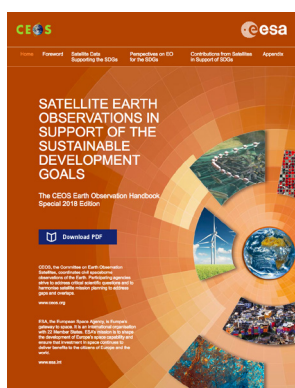 CEOS
esa
Home Foreword Satellite Data Supporting the SDGs Perspectives on EO for the SDGs Contributions from Satellites in Support of SDGs Appendix
SATELLITE EARTH
OBSERVATIONS IN
SUPPORT OF THE
SUSTAINABLE
DEVELOPMENT
GOALS
The CEOS Earth Observation Handbook
Special 2018 Edition
Download PDF
CEOS, the Committee on Earth Observation
Satellites, coordinates civil spaceborne
observations of the Earth. Participating agencies
strive to address critical scientific questions and to
harmonise satellite mission planning to address
gaps and overlaps.
www.ceos.org
ESA, the European Space Agency, is Europe's
gateway to space. It is an international organisation
with 22 Member States. ESA's mission is to shape
the development of Europe's space capability and
ensure that investment in space continues to
deliver benefits to the citizens of Europe and the
world.
www.esa.int